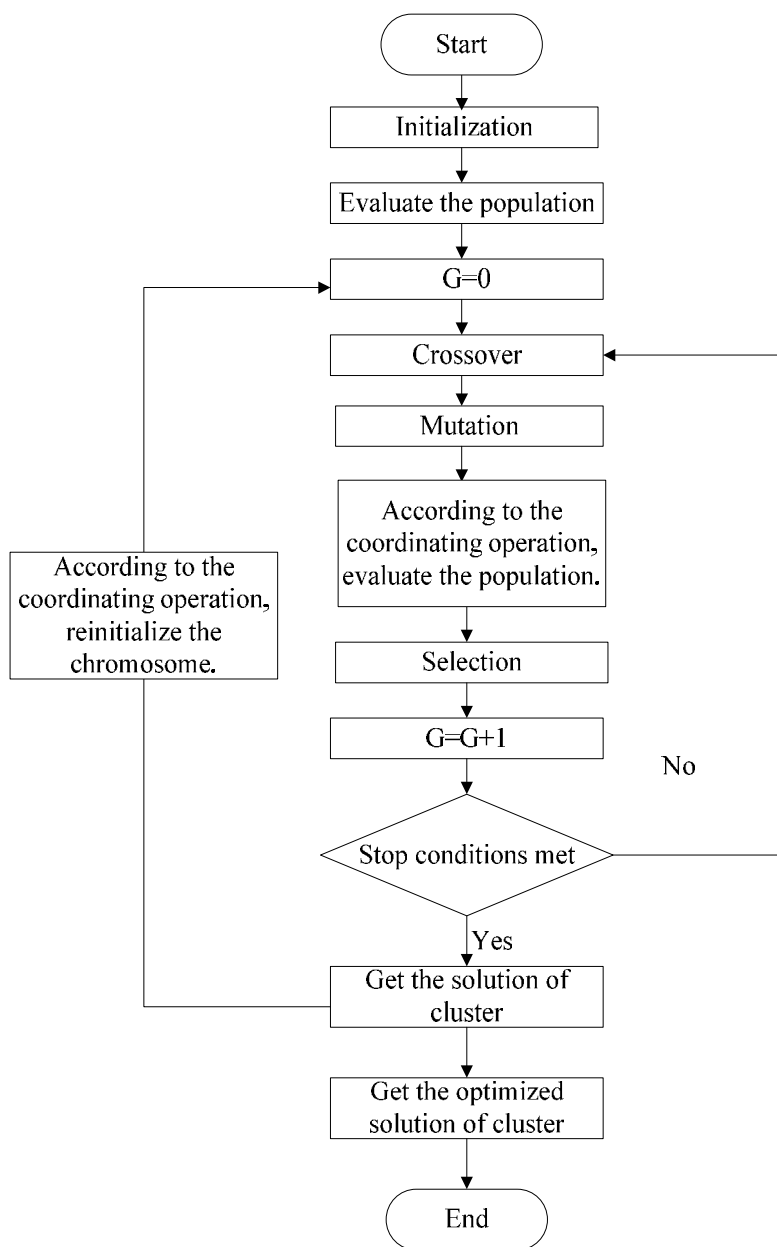 Start
Initialization
Evaluate the population
G=0
Crossover
Mutation
According to the
coordinating operation,
evaluate the population.
According to the
coordinating operation,
reinitialize the
chromosome.
Selection
G=G+1
No
Stop conditions met
Yes
Get the solution of
cluster
Get the optimized
solution of cluster
End